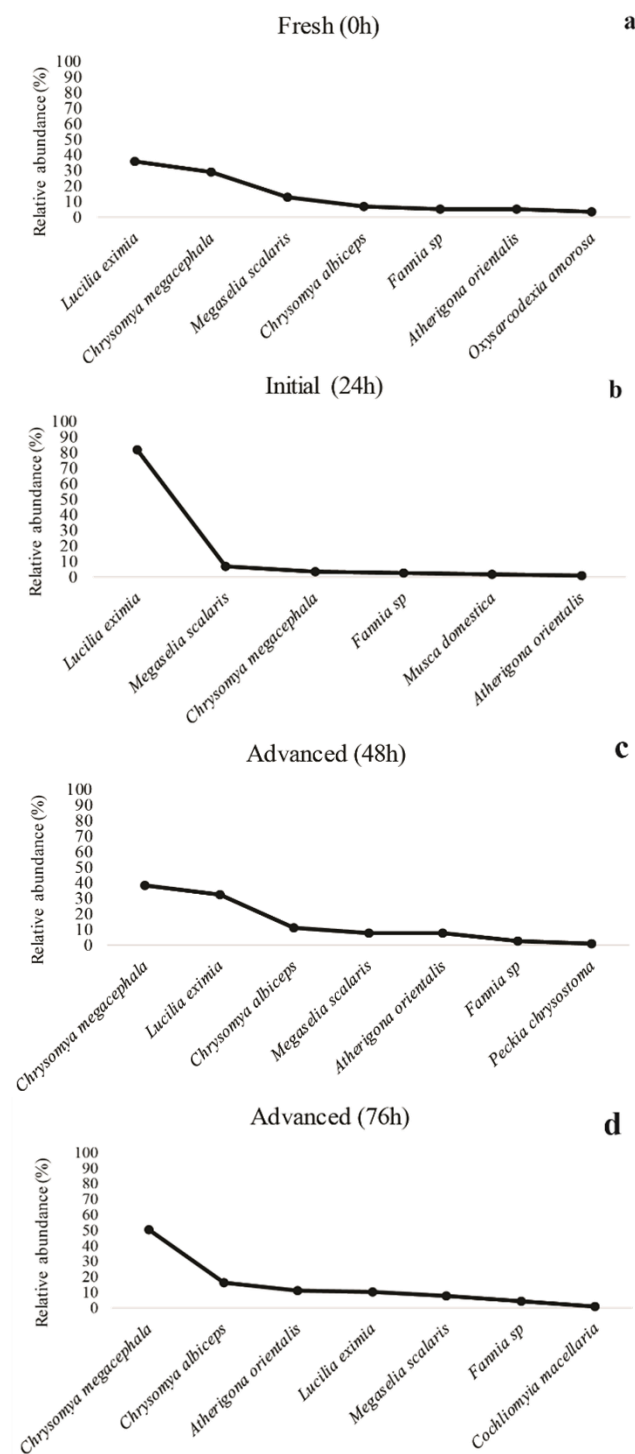 Fresh (0h)
a
Relative abundance (%)
100
90
80
70
60
50
40
30
20
10
0
Lucilia eximia
Chrysomya megacephala
Megaselia scalaris
Chrysomya albiceps
Fannia sp
Atherigona orientalis
Oxysarcodexia amorosa
Initial (24h)
b
Relative abundance (%)
100
90
80
70
60
50
40
30
20
10
0
Lucilia eximia
Megaselia scalaris
Chrysomya megacephala
Fannia sp
Musca domestica
Atherigona orientalis
Advanced (48h)
c
Relative abundance (%)
100
90
80
70
60
50
40
30
20
10
0
Chrysomya megacephala
Lucilia eximia
Chrysomya albiceps
Megaselia scalaris
Atherigona orientalis
Fannia sp
Peckia chrysostoma
Advanced (76h)
d
Relative abundance (%)
100
90
80
70
60
50
40
30
20
10
0
Chrysomya megacephala
Chrysomya albiceps
Atherigona orientalis
Lucilia eximia
Megaselia scalaris
Fannia sp
Cochliomyia macellaria